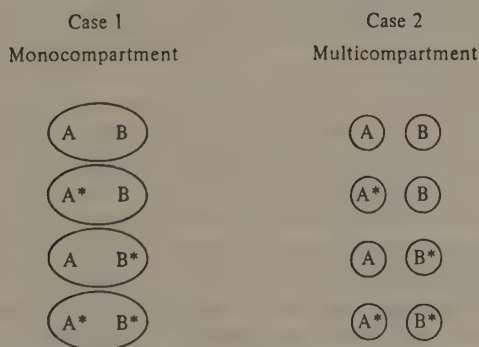 Case 1
Monocompartment
A B
A* B
A B*
A* B*
Case 2
Multicompartment
A B
A* B
A B*
A* B*